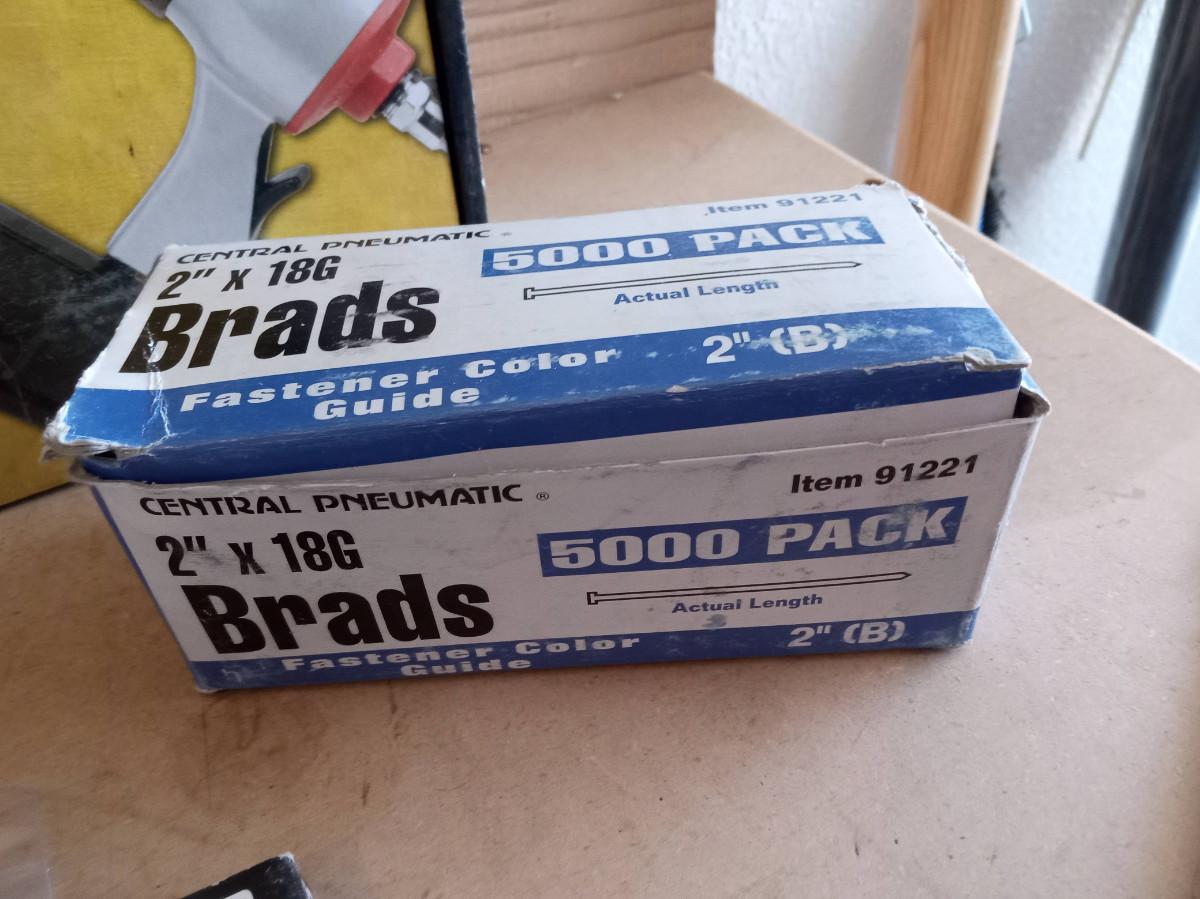 Item 91221
CENTRAL PNEUMATIC ®
5000 PACK
2" X 18G
Brads
Actual Length
2" (B)
Fastener Color
Guide
CENTRAL PNEUMATIC ®
Item 91221
2" X 18G
5000 PACK
Brads
Actual Length
Fastener Color
2" (B)
Guide